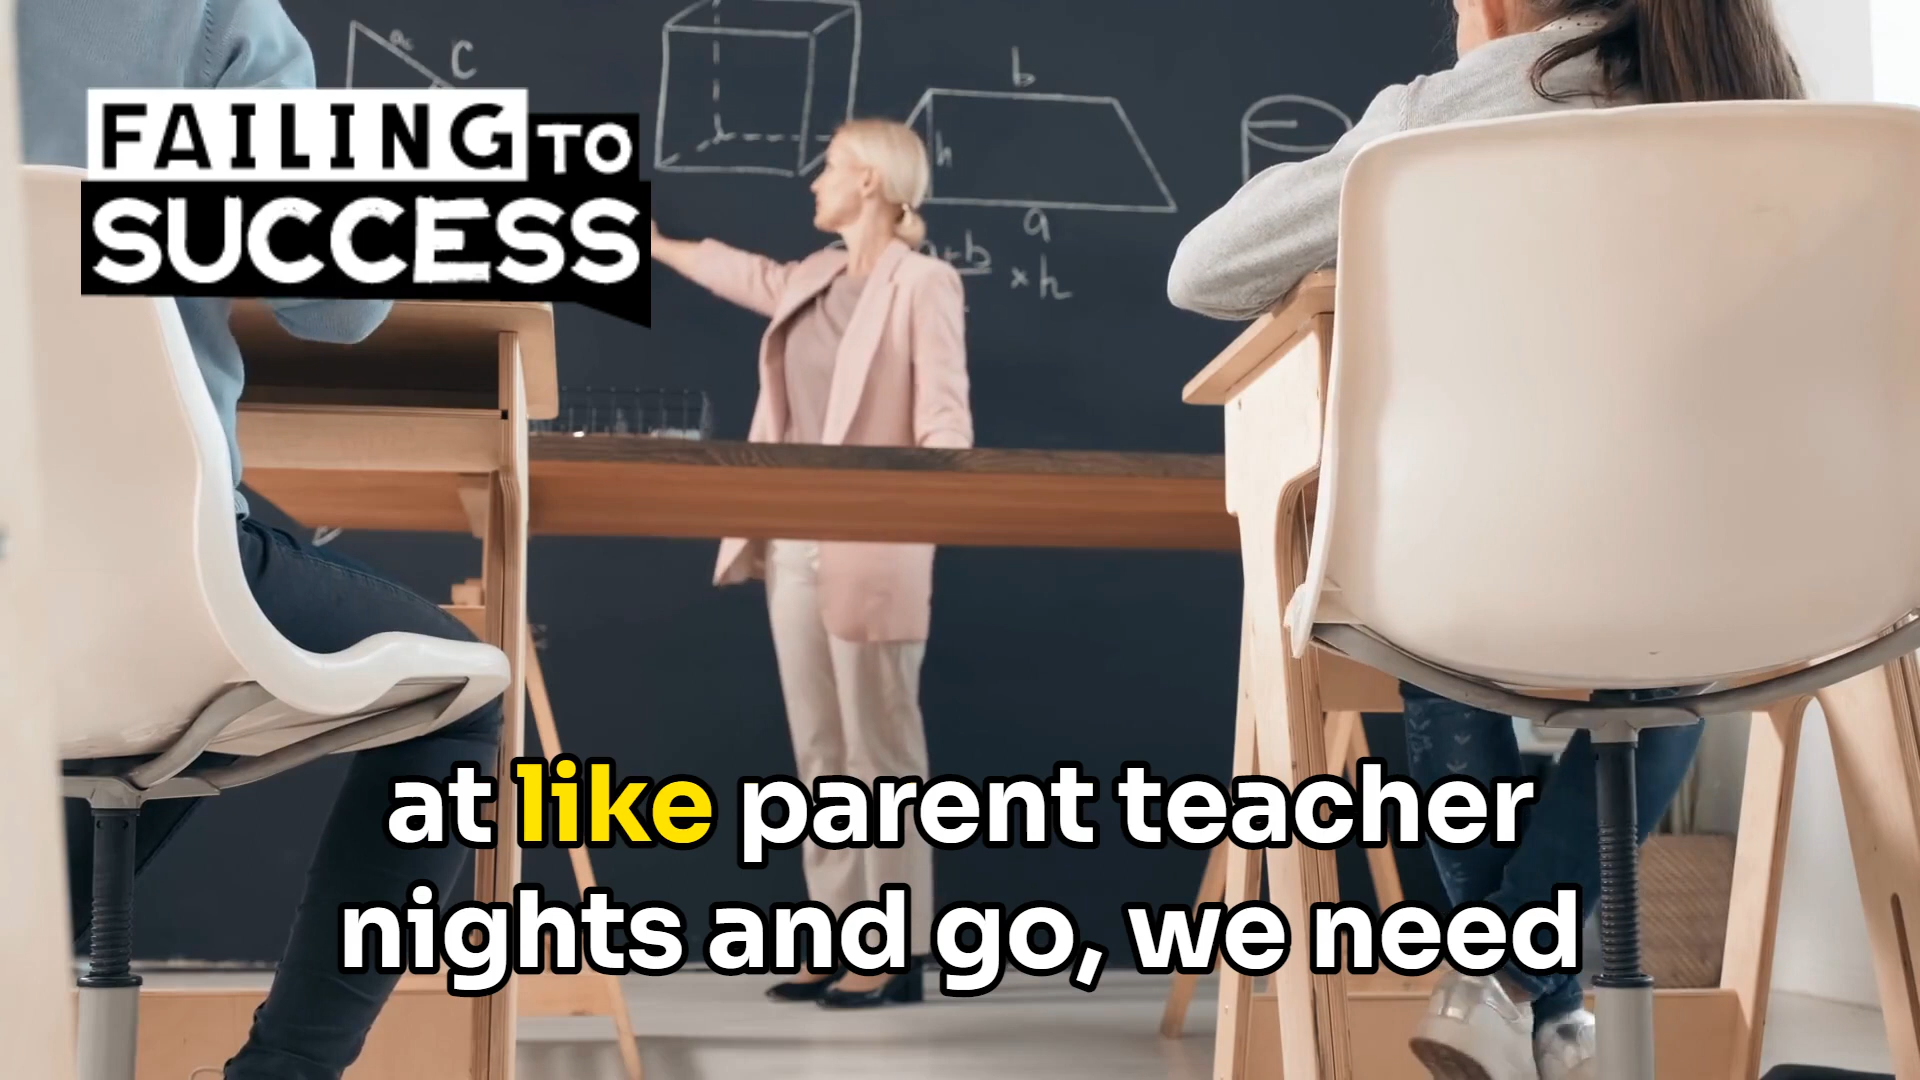 FAILING TO
SUCCESS
c
b
h
a
a+b
× h
at like parent teacher
nights and go, we need